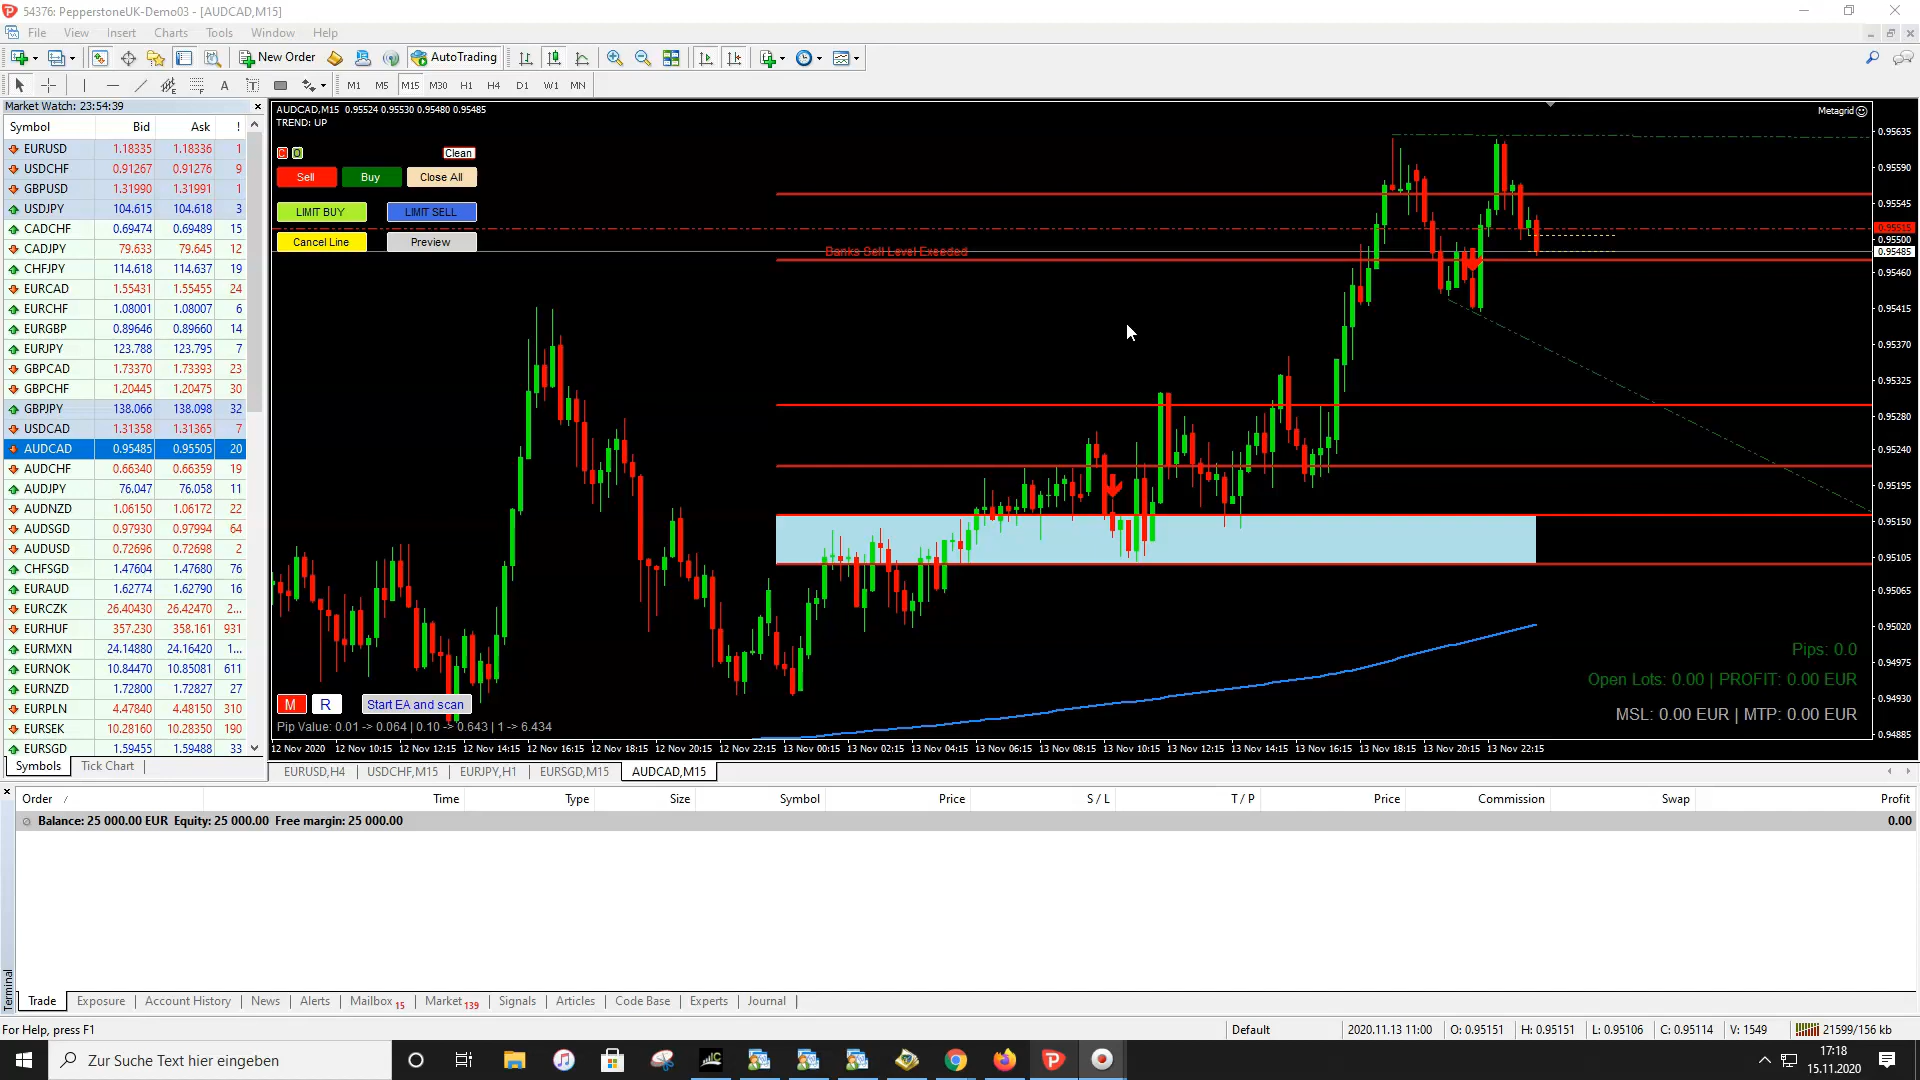 54376: PepperstoneUK-Demo03 - [AUDCAD,M15]
File View Insert Charts Tools Window Help
New Order AutoTrading
A T M1 M5 M15 M30 H1 H4 D1 W1 MN
Market Watch: 23:54:39
Symbol Bid Ask !
EURUSD 1.18335 1.18336 1
USDCHF 0.91267 0.91276 9
GBPUSD 1.31990 1.31991 1
USDJPY 104.615 104.618 3
CADCHF 0.69474 0.69489 15
CADJPY 79.633 79.645 12
CHFJPY 114.618 114.637 19
EURCAD 1.55431 1.55455 24
EURCHF 1.08001 1.08007 6
EURGBP 0.89646 0.89660 14
EURJPY 123.788 123.795 7
GBPCAD 1.73370 1.73393 23
GBPCHF 1.20445 1.20475 30
GBPJPY 138.066 138.098 32
USDCAD 1.31358 1.31365 7
AUDCAD 0.95485 0.95505 20
AUDCHF 0.66340 0.66359 19
AUDJPY 76.047 76.058 11
AUDNZD 1.06150 1.06172 22
AUDSGD 0.97930 0.97994 64
AUDUSD 0.72696 0.72698 2
CHFSGD 1.47604 1.47680 76
EURAUD 1.62774 1.62790 16
EURCZK 26.40430 26.42470 2...
EURHUF 357.230 358.161 931
EURMXN 24.14880 24.16420 1...
EURNOK 10.84470 10.85081 611
EURNZD 1.72800 1.72827 27
EURPLN 4.47840 4.48150 310
EURSEK 10.28160 10.28350 190
EURSGD 1.59455 1.59488 33
Symbols Tick Chart
AUDCAD,M15 0.95524 0.95530 0.95480 0.95485
TREND: UP
Metagrid
C O Clean
Sell Buy Close All
LIMIT BUY LIMIT SELL
Cancel Line Preview
Banks Sell Level Exeeded
0.95635
0.95590
0.95545
0.95515
0.95500
0.95485
0.95460
0.95415
0.95370
0.95325
0.95280
0.95240
0.95195
0.95150
0.95105
0.95065
0.95020
0.94975
0.94930
0.94885
Pips: 0.0
Open Lots: 0.00 | PROFIT: 0.00 EUR
MSL: 0.00 EUR | MTP: 0.00 EUR
M R Start EA and scan
Pip Value: 0.01 -> 0.064 | 0.10 -> 0.643 | 1 -> 6.434
12 Nov 2020 12 Nov 10:15 12 Nov 12:15 12 Nov 14:15 12 Nov 16:15 12 Nov 18:15 12 Nov 20:15 12 Nov 22:15 13 Nov 00:15 13 Nov 02:15 13 Nov 04:15 13 Nov 06:15 13 Nov 08:15 13 Nov 10:15 13 Nov 12:15 13 Nov 14:15 13 Nov 16:15 13 Nov 18:15 13 Nov 20:15 13 Nov 22:15
EURUSD,H4 USDCHF,M15 EURJPY,H1 EURSGD,M15 AUDCAD,M15
Order / Time Type Size Symbol Price S / L T / P Price Commission Swap Profit
Balance: 25 000.00 EUR Equity: 25 000.00 Free margin: 25 000.00 0.00
Terminal
Trade Exposure Account History News Alerts Mailbox 15 Market 139 Signals Articles Code Base Experts Journal
For Help, press F1 Default 2020.11.13 11:00 O: 0.95151 H: 0.95151 L: 0.95106 C: 0.95114 V: 1549 21599/156 kb
Zur Suche Text hier eingeben
17:18
15.11.2020